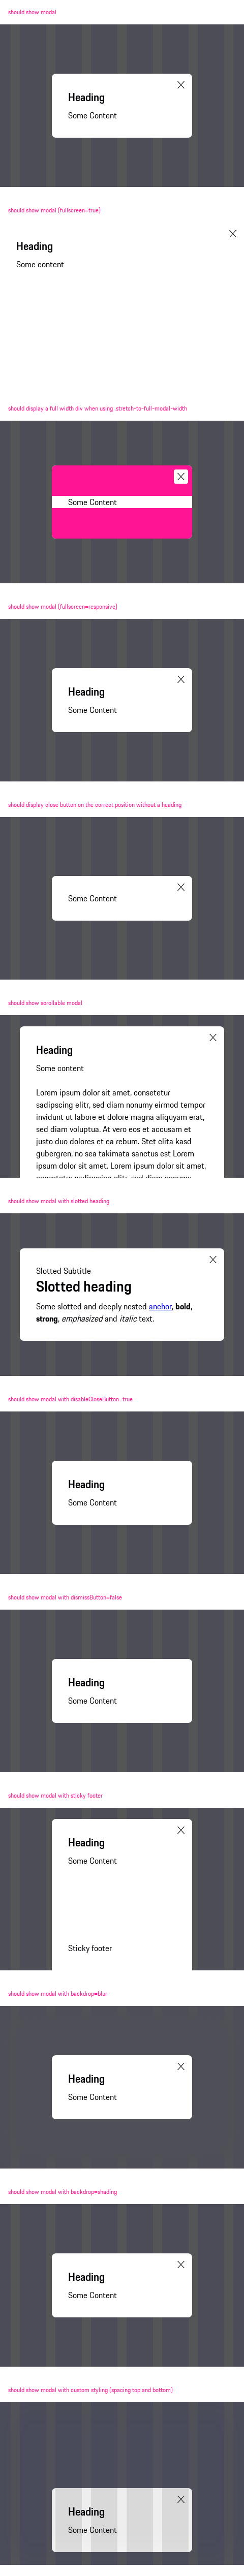 should show modal
Heading
Some Content
should show modal (fullscreen=true)
Heading
Some content
should display a full width div when using .stretch-to-full-modal-width
Some Content
should show modal (fullscreen=responsive)
Heading
Some Content
should display close button on the correct position without a heading
Some Content
should show scrollable modal
Heading
Some content
Lorem ipsum dolor sit amet, consetetur
sadipscing elitr, sed diam nonumy eirmod tempor
invidunt ut labore et dolore magna aliquyam erat,
sed diam voluptua. At vero eos et accusam et
justo duo dolores et ea rebum. Stet clita kasd
gubergren, no sea takimata sanctus est Lorem
ipsum dolor sit amet. Lorem ipsum dolor sit amet,
consetetur sadipscing elitr, sed diam nonumy
should show modal with slotted heading
Slotted Subtitle
Slotted heading
Some slotted and deeply nested anchor, bold,
strong, emphasized and italic text.
should show modal with disableCloseButton=true
Heading
Some Content
should show modal with dismissButton=false
Heading
Some Content
should show modal with sticky footer
Heading
Some Content
Sticky footer
should show modal with backdrop=blur
Heading
Some Content
should show modal with backdrop=shading
Heading
Some Content
should show modal with custom styling (spacing top and bottom)
Heading
Some Content